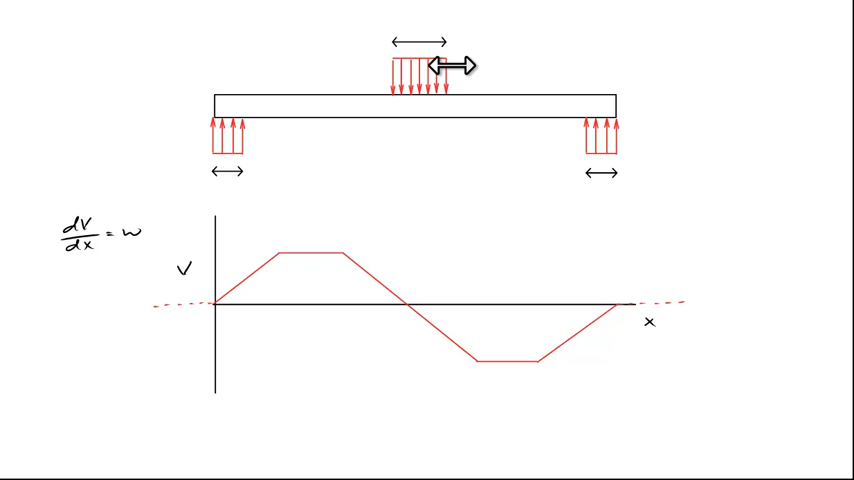 dV/dx = w
V
x